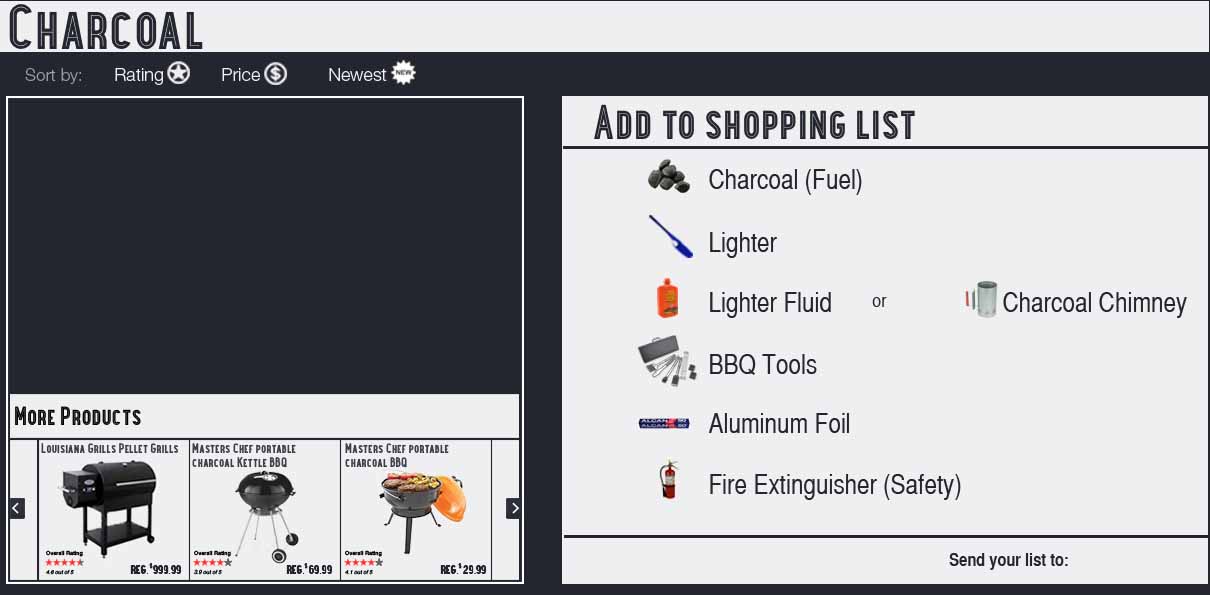 CHARCOAL
Sort by: Rating Price $ Newest NEW
ADD TO SHOPPING LIST
Charcoal (Fuel)
Lighter
Lighter Fluid or Charcoal Chimney
BBQ Tools
Aluminum Foil
Fire Extinguisher (Safety)
Send your list to:
MORE PRODUCTS
LOUISIANA GRILLS PELLET GRILLS
Overall Rating
4.6 out of 5
REG. $999.99
MASTERS CHEF PORTABLE
CHARCOAL KETTLE BBQ
Overall Rating
3.9 out of 5
REG. $69.99
MASTERS CHEF PORTABLE
CHARCOAL BBQ
Overall Rating
4.1 out of 5
REG. $29.99